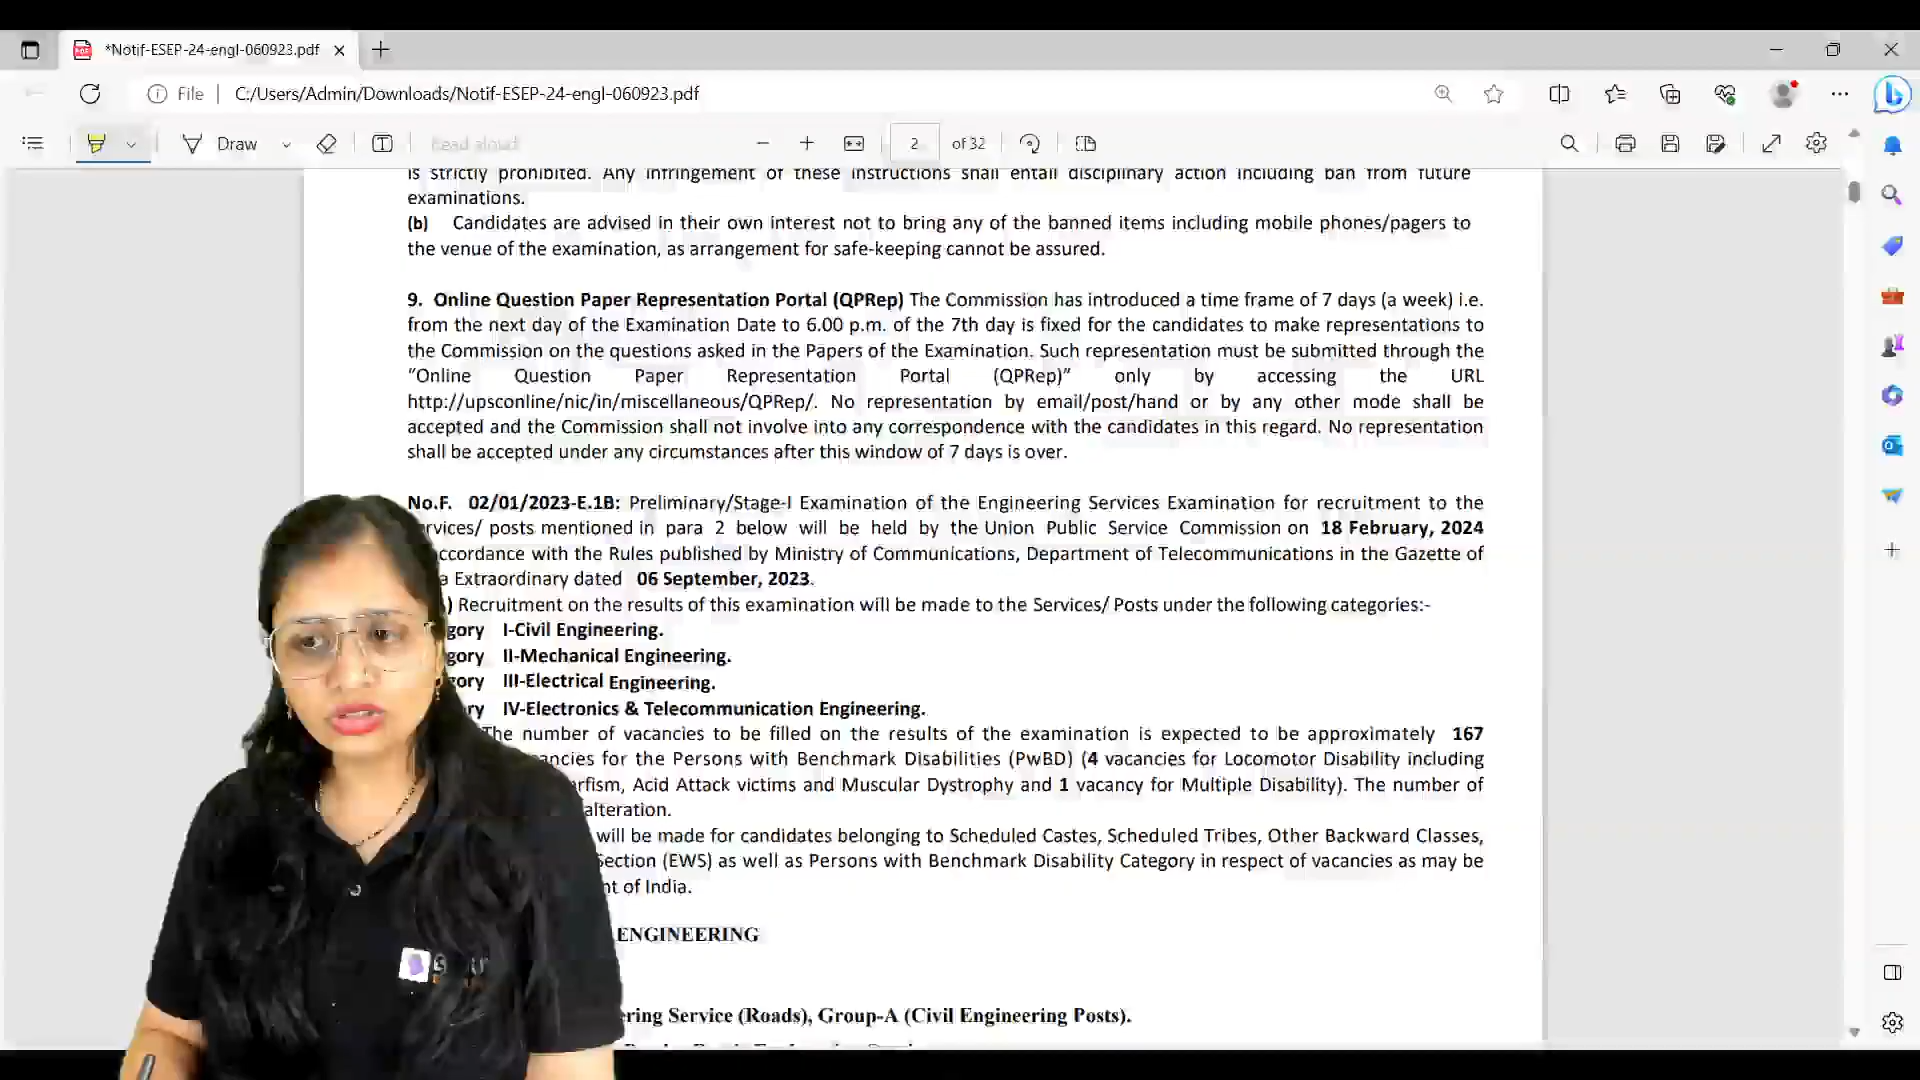 *Notif-ESEP-24-engl-060923.pdf
File
C:/Users/Admin/Downloads/Notif-ESEP-24-engl-060923.pdf
Draw
Read aloud
2 of 32
is strictly prohibited. Any infringement of these instructions shall entail disciplinary action including ban from future
examinations.
(b) Candidates are advised in their own interest not to bring any of the banned items including mobile phones/pagers to
the venue of the examination, as arrangement for safe-keeping cannot be assured.
9. Online Question Paper Representation Portal (QPRep) The Commission has introduced a time frame of 7 days (a week) i.e.
from the next day of the Examination Date to 6.00 p.m. of the 7th day is fixed for the candidates to make representations to
the Commission on the questions asked in the Papers of the Examination. Such representation must be submitted through the
“Online Question Paper Representation Portal (QPRep)” only by accessing the URL
http://upsconline/nic/in/miscellaneous/QPRep/. No representation by email/post/hand or by any other mode shall be
accepted and the Commission shall not involve into any correspondence with the candidates in this regard. No representation
shall be accepted under any circumstances after this window of 7 days is over.
No.F. 02/01/2023-E.1B: Preliminary/Stage-I Examination of the Engineering Services Examination for recruitment to the
rvices/ posts mentioned in para 2 below will be held by the Union Public Service Commission on 18 February, 2024
ccordance with the Rules published by Ministry of Communications, Department of Telecommunications in the Gazette of
a Extraordinary dated 06 September, 2023.
) Recruitment on the results of this examination will be made to the Services/ Posts under the following categories:-
gory I-Civil Engineering.
gory II-Mechanical Engineering.
gory III-Electrical Engineering.
ry IV-Electronics & Telecommunication Engineering.
The number of vacancies to be filled on the results of the examination is expected to be approximately 167
ancies for the Persons with Benchmark Disabilities (PwBD) (4 vacancies for Locomotor Disability including
rfism, Acid Attack victims and Muscular Dystrophy and 1 vacancy for Multiple Disability). The number of
alteration.
will be made for candidates belonging to Scheduled Castes, Scheduled Tribes, Other Backward Classes,
Section (EWS) as well as Persons with Benchmark Disability Category in respect of vacancies as may be
nt of India.
ENGINEERING
ering Service (Roads), Group-A (Civil Engineering Posts).